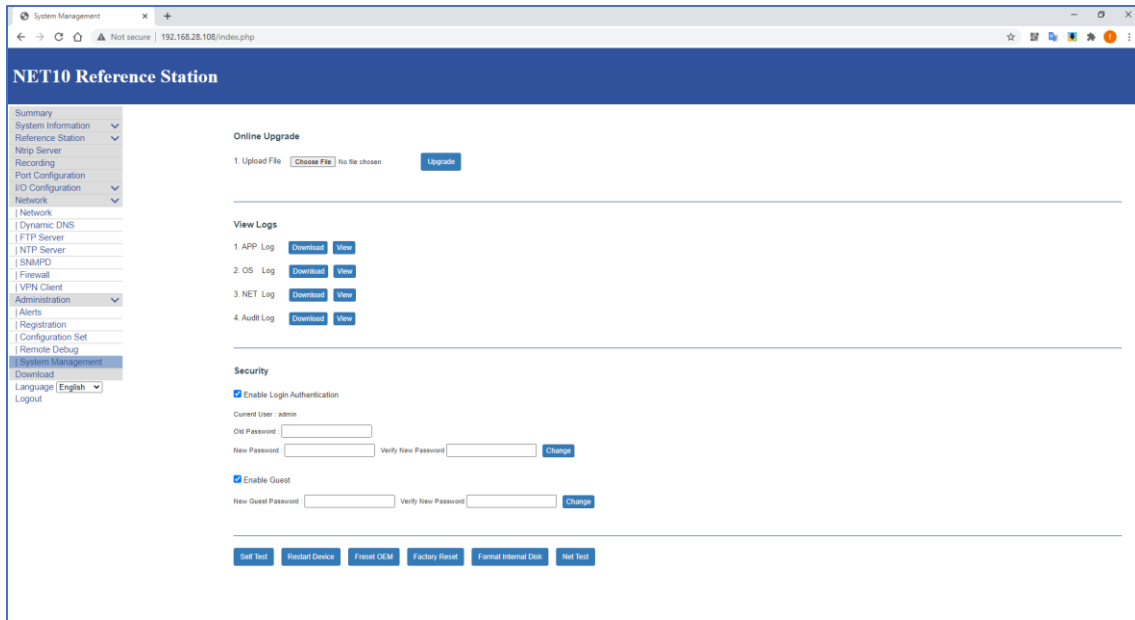 System Management
Not secure | 192.168.28.108/index.php
NET10 Reference Station
Summary
System Information
Reference Station
Ntrip Server
Recording
Port Configuration
I/O Configuration
Network
| Network
| Dynamic DNS
| FTP Server
| NTP Server
| SNMPD
| Firewall
| VPN Client
Administration
| Alerts
| Registration
| Configuration Set
| Remote Debug
| System Management
Download
Language English
Logout
Online Upgrade
1. Upload File Choose File No file chosen Upgrade
View Logs
1. APP Log Download View
2. OS Log Download View
3. NET Log Download View
4. Audit Log Download View
Security
Enable Login Authentication
Current User : admin
Old Password :
New Password Verify New Password Change
Enable Guest
New Guest Password : Verify New Password Change
Self Test Restart Device Freset OEM Factory Reset Format Internal Disk Net Test